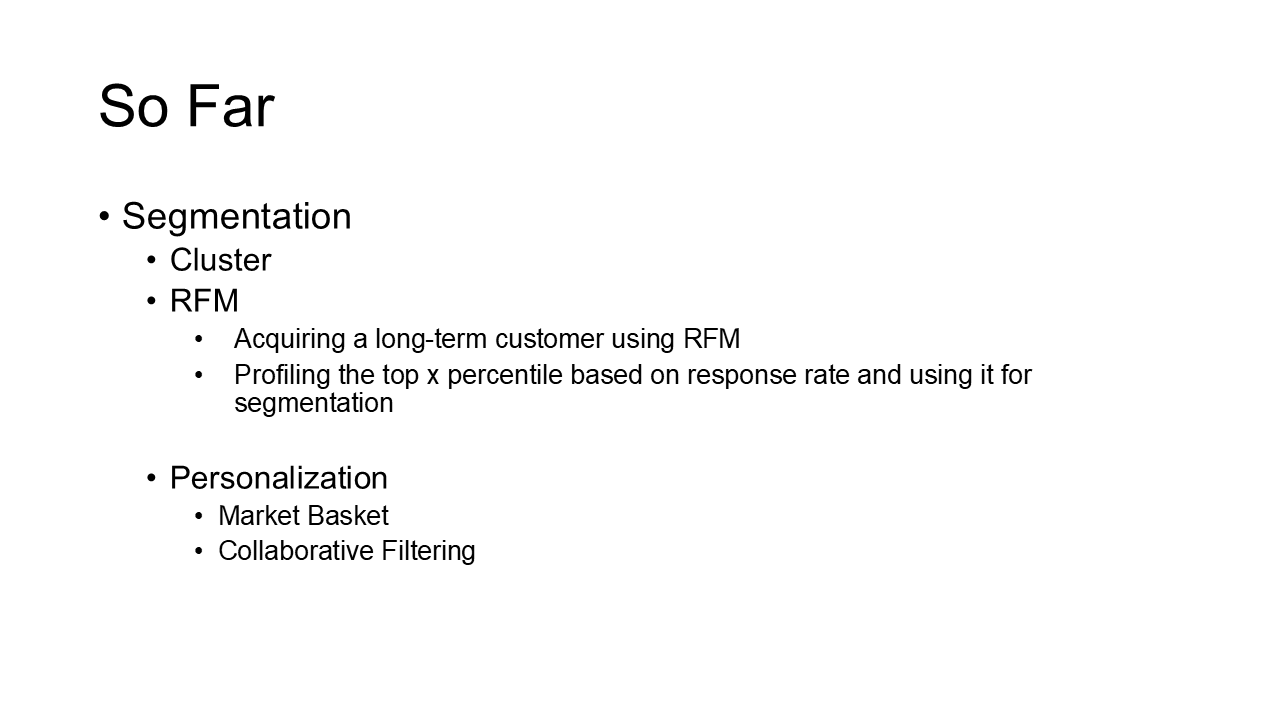 So Far
• Segmentation
• Cluster
• RFM
• Acquiring a long-term customer using RFM
• Profiling the top x percentile based on response rate and using it for
segmentation
• Personalization
• Market Basket
• Collaborative Filtering